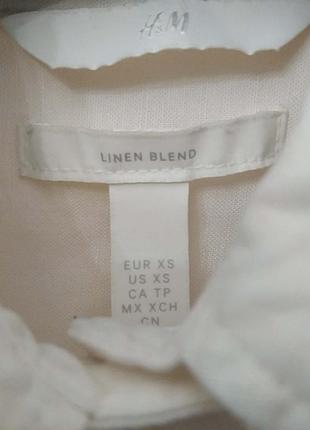 H&M
LINEN BLEND
EUR XS
US XS
CA TP
MX XCH
CN